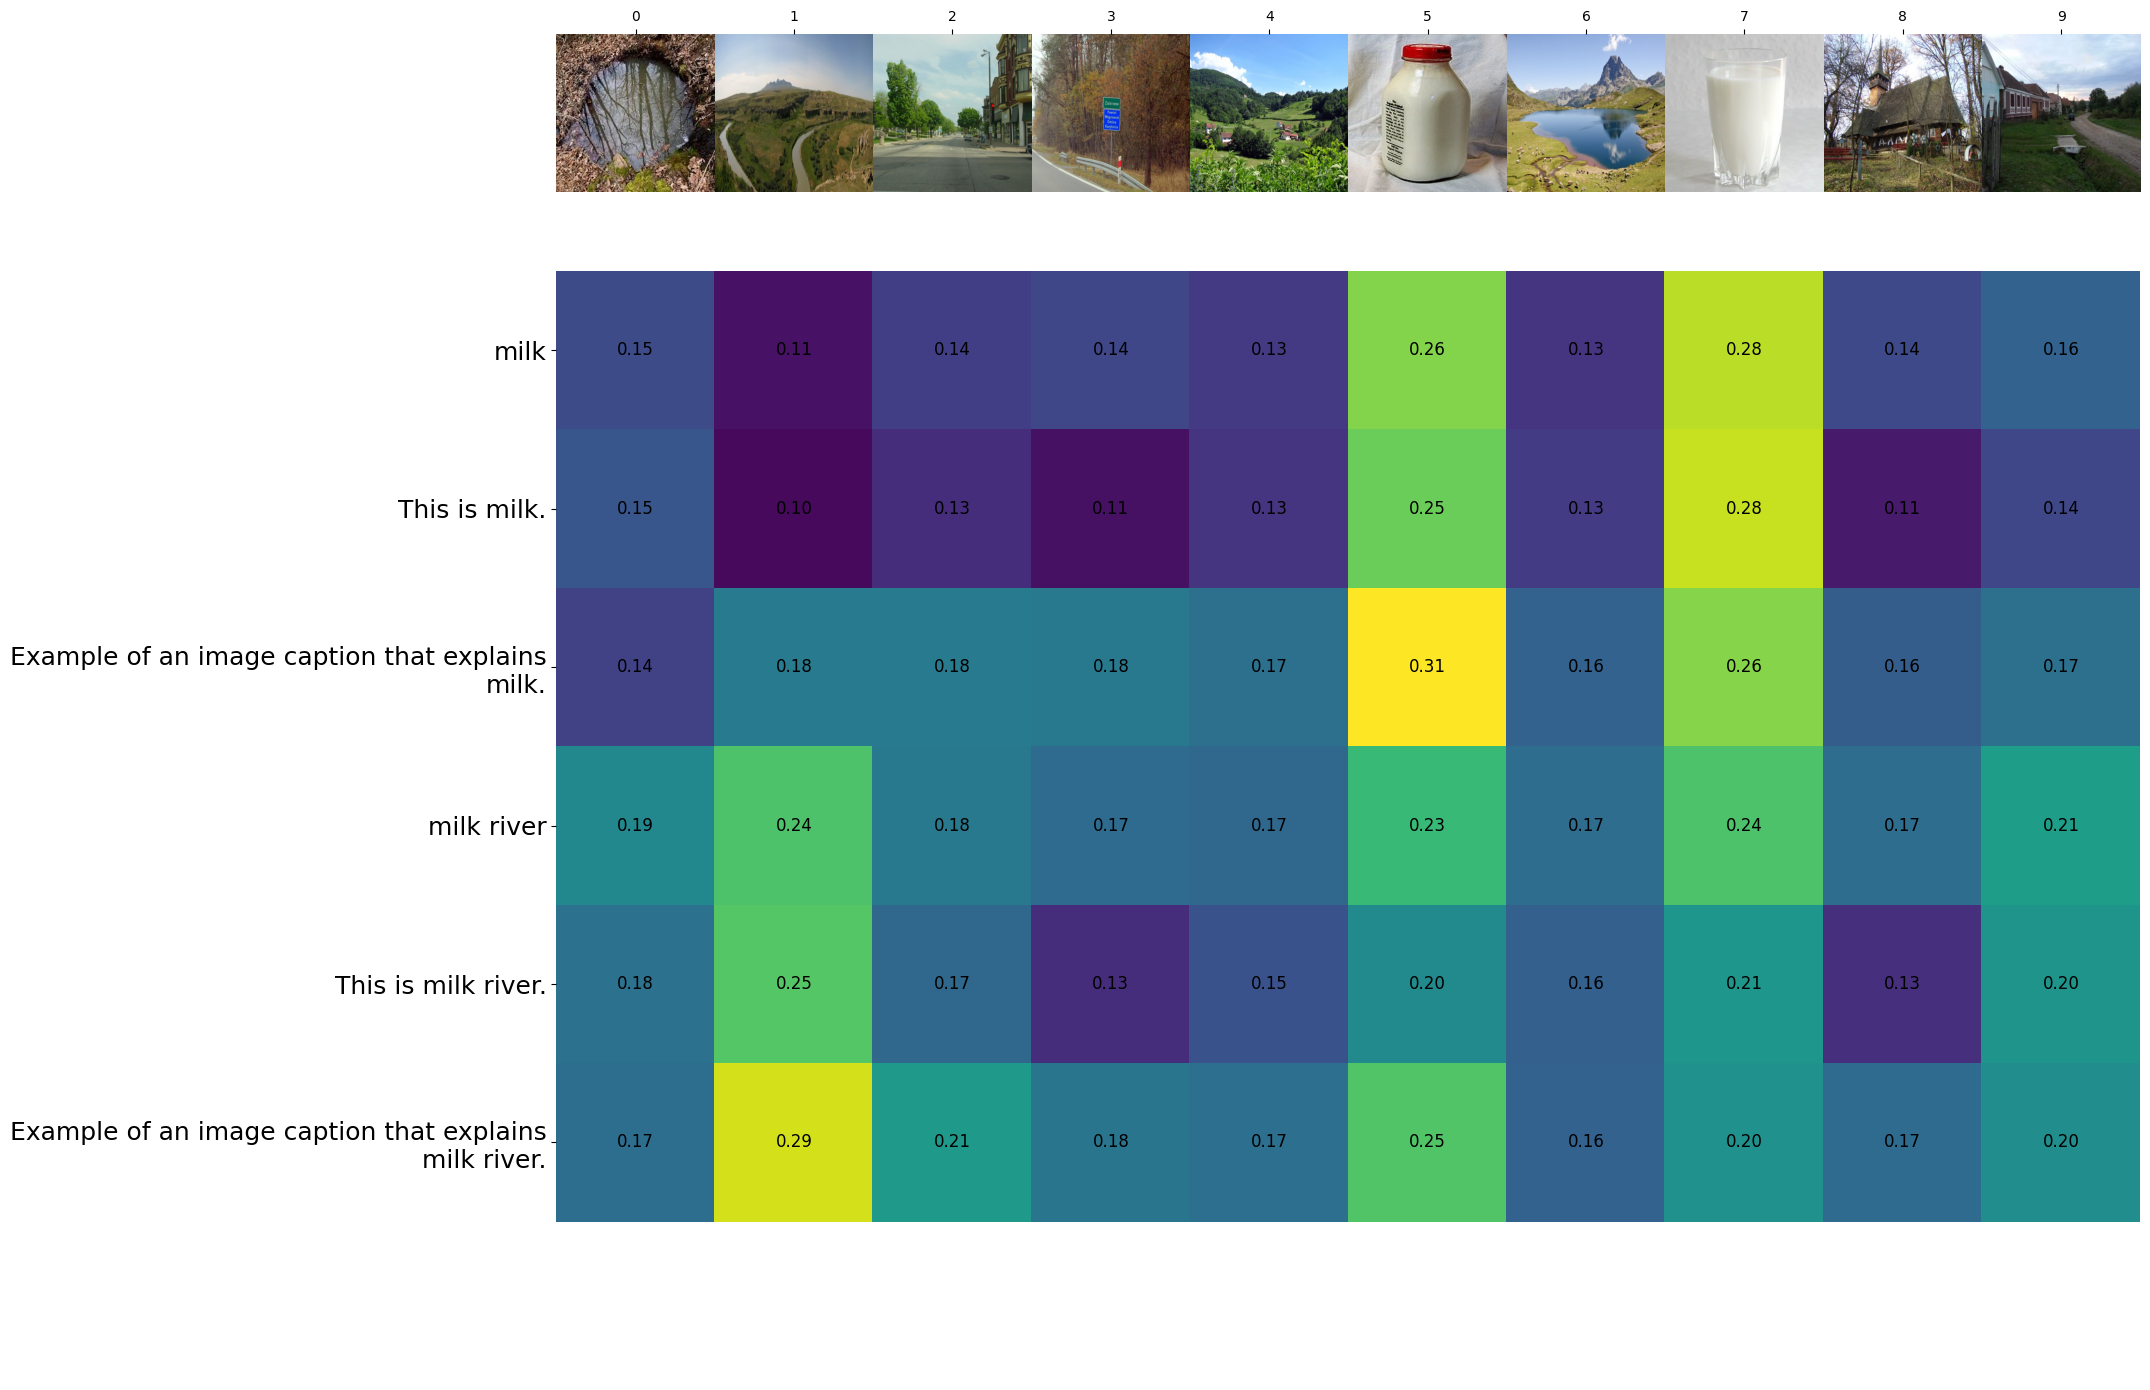 0 1 2 3 4 5 6 7 8 9
milk 0.15 0.11 0.14 0.14 0.13 0.26 0.13 0.28 0.14 0.16
This is milk. 0.15 0.10 0.13 0.11 0.13 0.25 0.13 0.28 0.11 0.14
Example of an image caption that explains
milk. 0.14 0.18 0.18 0.18 0.17 0.31 0.16 0.26 0.16 0.17
milk river 0.19 0.24 0.18 0.17 0.17 0.23 0.17 0.24 0.17 0.21
This is milk river. 0.18 0.25 0.17 0.13 0.15 0.20 0.16 0.21 0.13 0.20
Example of an image caption that explains
milk river. 0.17 0.29 0.21 0.18 0.17 0.25 0.16 0.20 0.17 0.20